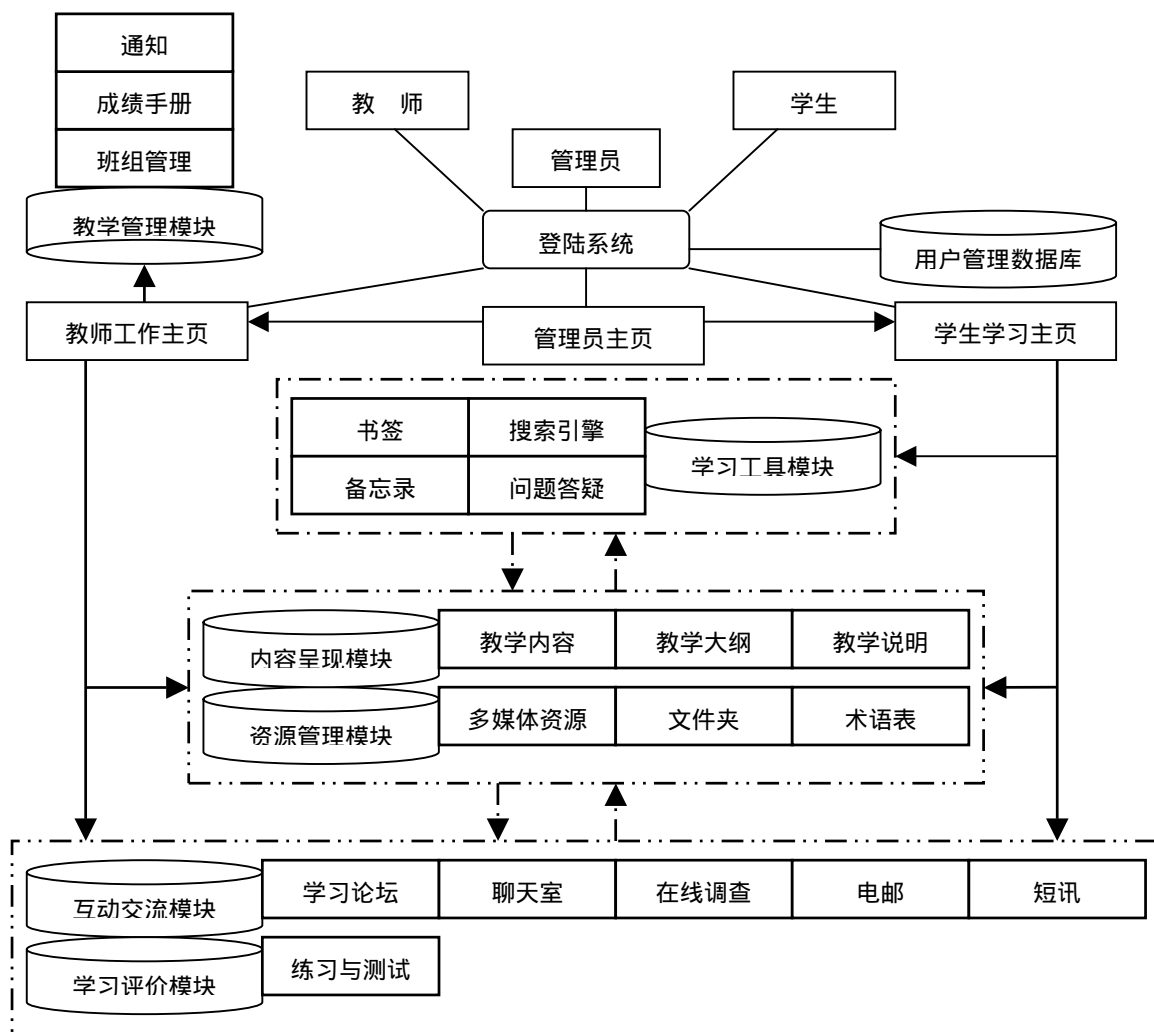 通知
成绩手册
班组管理
教学管理模块
教 师
管理员
学生
登陆系统
用户管理数据库
教师工作主页
管理员主页
学生学习主页
书签
搜索引擎
备忘录
问题答疑
学习工具模块
内容呈现模块
教学内容
教学大纲
教学说明
资源管理模块
多媒体资源
文件夹
术语表
互动交流模块
学习论坛
聊天室
在线调查
电邮
短讯
学习评价模块
练习与测试